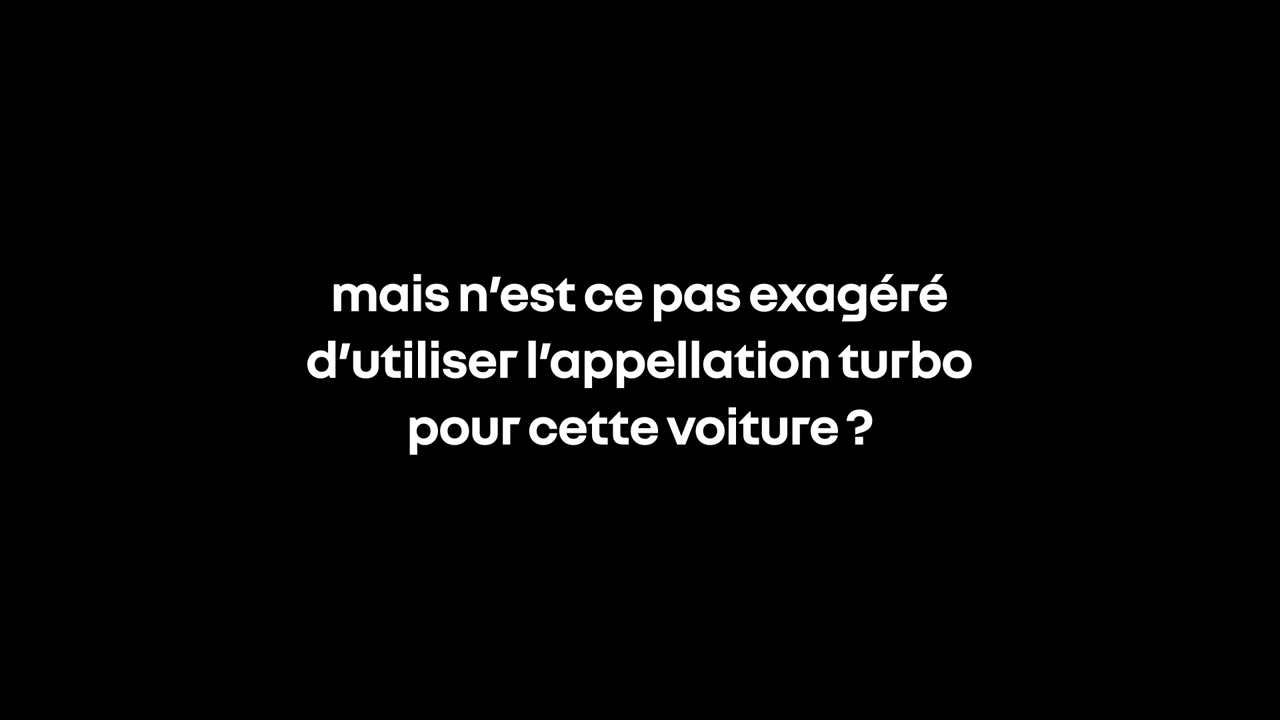 mais n’est ce pas exagéré
d’utiliser l’appellation turbo
pour cette voiture ?